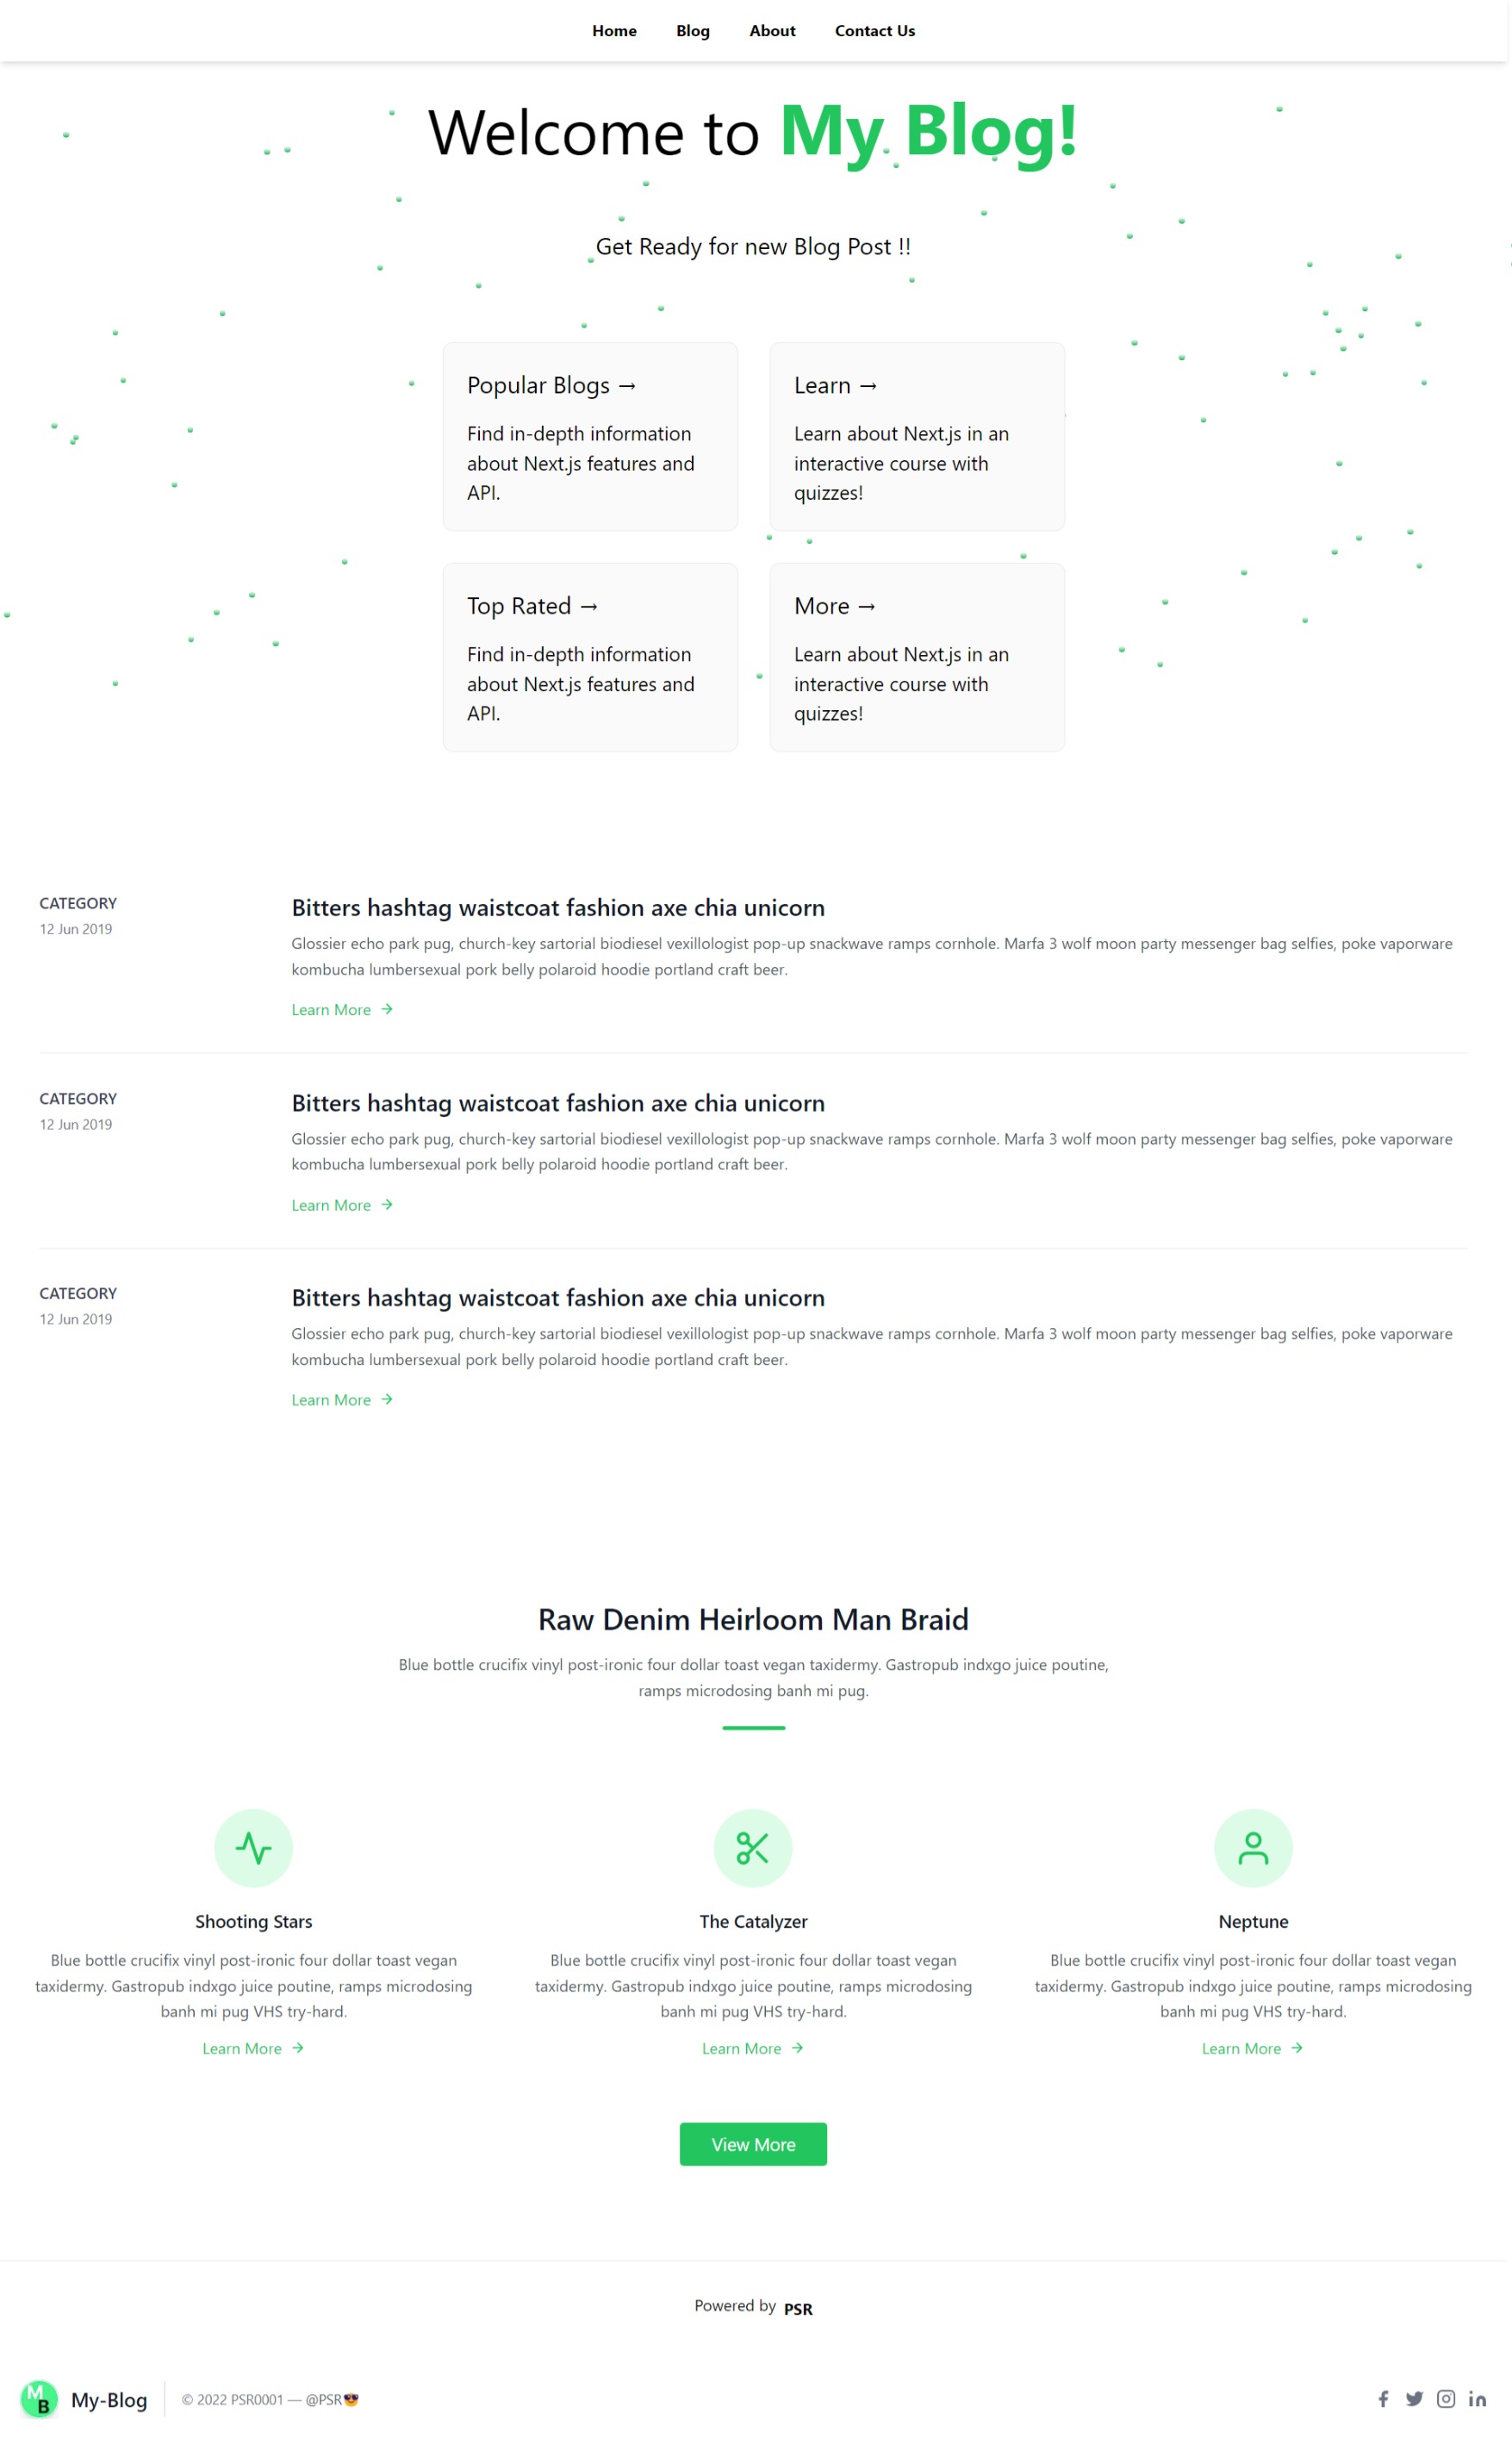 Home Blog About Contact Us
Welcome to My Blog!
Get Ready for new Blog Post !!
Popular Blogs →
Find in-depth information
about Next.js features and
API.
Learn →
Learn about Next.js in an
interactive course with
quizzes!
Top Rated →
Find in-depth information
about Next.js features and
API.
More →
Learn about Next.js in an
interactive course with
quizzes!
CATEGORY
12 Jun 2019
Bitters hashtag waistcoat fashion axe chia unicorn
Glossier echo park pug, church-key sartorial biodiesel vexillologist pop-up snackwave ramps cornhole. Marfa 3 wolf moon party messenger bag selfies, poke vaporware
kombucha lumbersexual pork belly polaroid hoodie portland craft beer.
Learn More →
CATEGORY
12 Jun 2019
Bitters hashtag waistcoat fashion axe chia unicorn
Glossier echo park pug, church-key sartorial biodiesel vexillologist pop-up snackwave ramps cornhole. Marfa 3 wolf moon party messenger bag selfies, poke vaporware
kombucha lumbersexual pork belly polaroid hoodie portland craft beer.
Learn More →
CATEGORY
12 Jun 2019
Bitters hashtag waistcoat fashion axe chia unicorn
Glossier echo park pug, church-key sartorial biodiesel vexillologist pop-up snackwave ramps cornhole. Marfa 3 wolf moon party messenger bag selfies, poke vaporware
kombucha lumbersexual pork belly polaroid hoodie portland craft beer.
Learn More →
Raw Denim Heirloom Man Braid
Blue bottle crucifix vinyl post-ironic four dollar toast vegan taxidermy. Gastropub indxgo juice poutine,
ramps microdosing banh mi pug.
Shooting Stars
Blue bottle crucifix vinyl post-ironic four dollar toast vegan
taxidermy. Gastropub indxgo juice poutine, ramps microdosing
banh mi pug VHS try-hard.
Learn More →
The Catalyzer
Blue bottle crucifix vinyl post-ironic four dollar toast vegan
taxidermy. Gastropub indxgo juice poutine, ramps microdosing
banh mi pug VHS try-hard.
Learn More →
Neptune
Blue bottle crucifix vinyl post-ironic four dollar toast vegan
taxidermy. Gastropub indxgo juice poutine, ramps microdosing
banh mi pug VHS try-hard.
Learn More →
View More
Powered by PSR
MB My-Blog © 2022 PSR0001 — @PSR😎